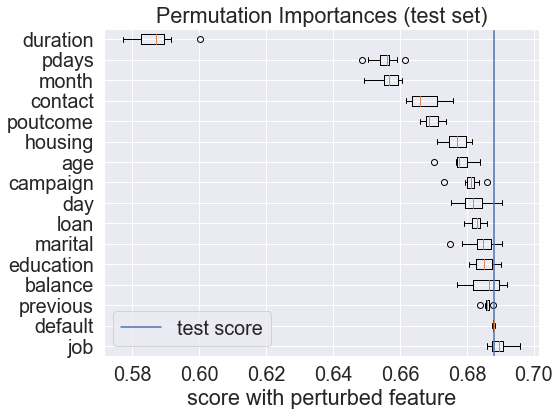 Permutation Importances (test set)
duration
pdays
month
contact
poutcome
housing
age
campaign
day
loan
marital
education
balance
previous
default
job
test score
0.58 0.60 0.62 0.64 0.66 0.68 0.70
score with perturbed feature